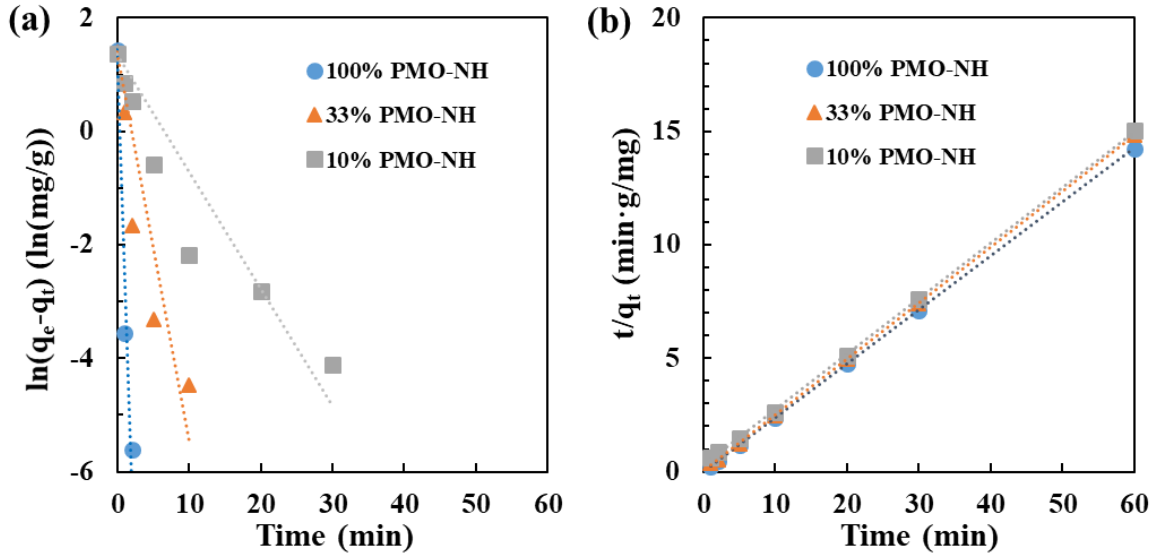 (a)
ln(qe-qt) (ln(mg/g))
2
0
-2
-4
-6
100% PMO-NH
33% PMO-NH
10% PMO-NH
0 10 20 30 40 50 60
Time (min)
(b)
t/qt (min·g/mg)
20
15
10
5
0
100% PMO-NH
33% PMO-NH
10% PMO-NH
0 10 20 30 40 50 60
Time (min)